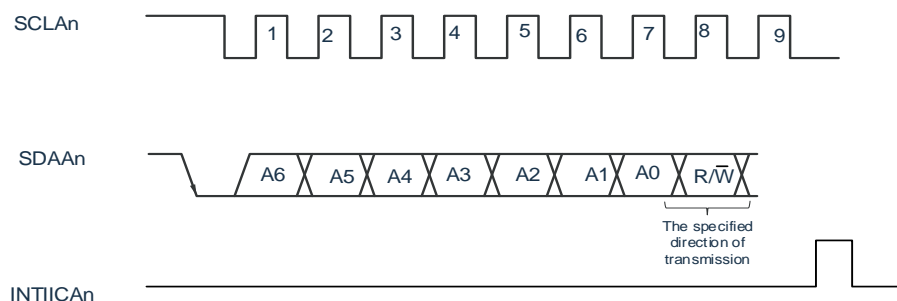 SCLAn
1 2 3 4 5 6 7 8 9
SDAAn
A6 A5 A4 A3 A2 A1 A0 R/W̅
The specified
direction of
transmission
INTIICAn